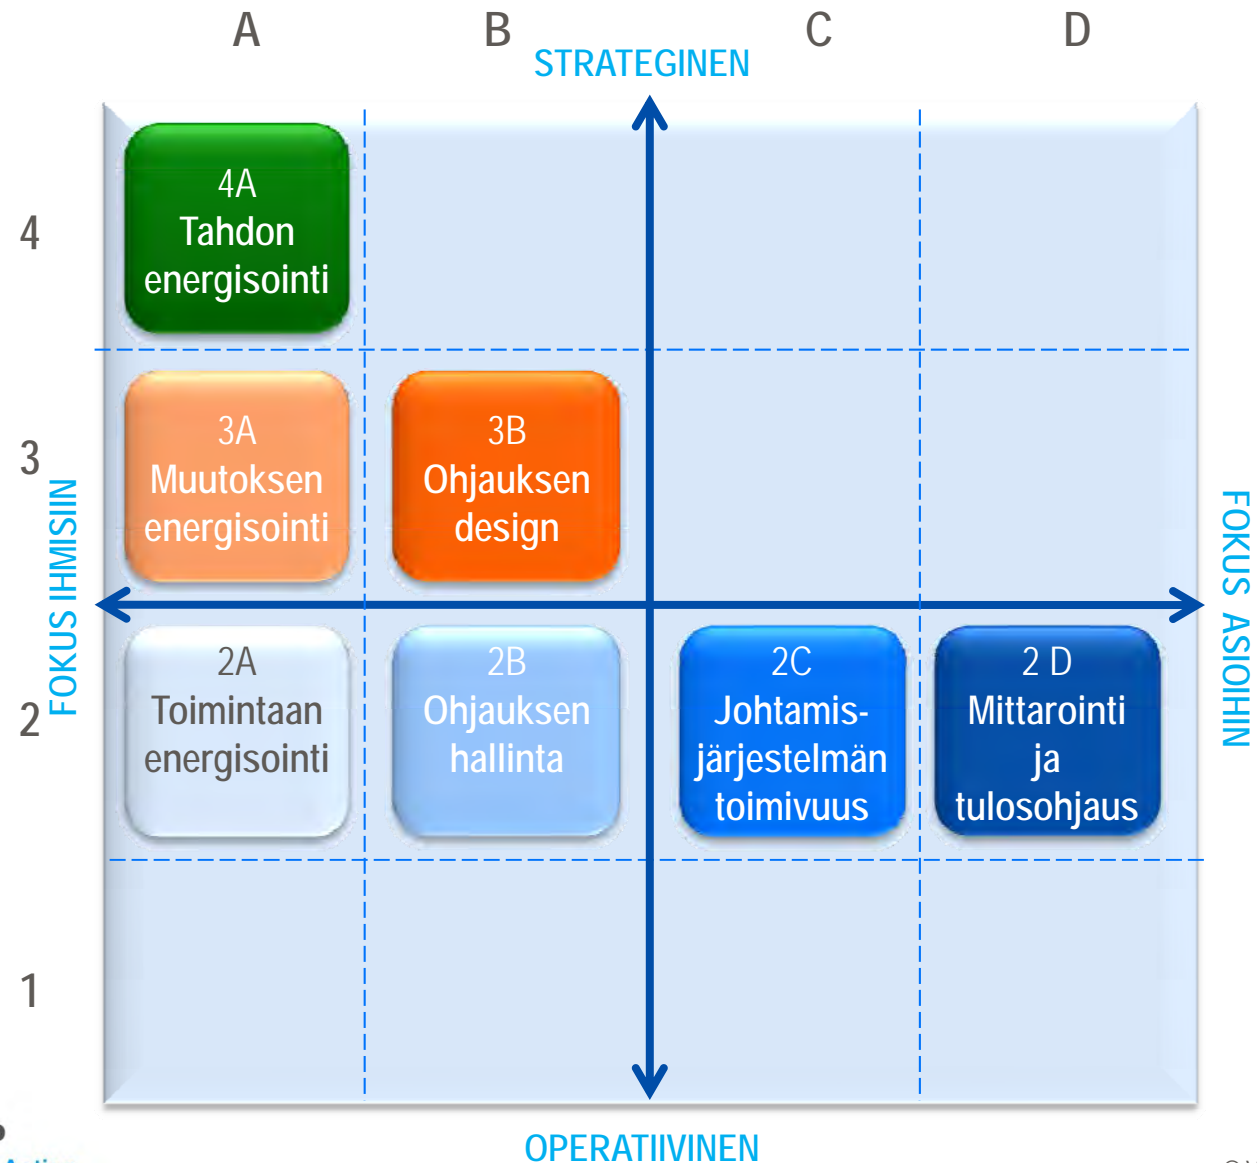 A
B
C
D
STRATEGINEN
4
4A
Tahdon
energisointi
3
3A
Muutoksen
energisointi
3B
Ohjauksen
design
FOKUS IHMISIIN
FOKUS ASIOIHIN
2
2A
Toimintaan
energisointi
2B
Ohjauksen
hallinta
2C
Johtamis-
järjestelmän
toimivuus
2 D
Mittarointi
ja
tulosohjaus
1
OPERATIIVINEN